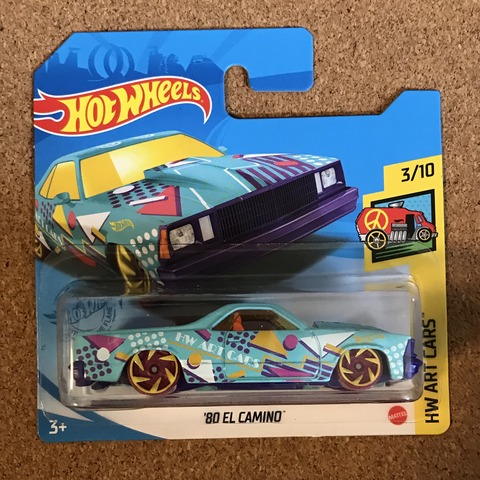 HOT WHEELS
3/10
HW ART CARS
HW ART CARS
'80 EL CAMINO
3+
MATTEL